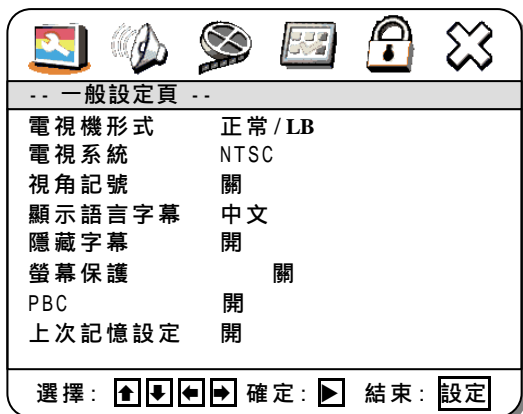 -- 一般設定頁 --
電視機形式 正常/LB
電視系統 NTSC
視角記號 關
顯示語言字幕 中文
隱藏字幕 開
螢幕保護 關
PBC 開
上次記憶設定 開
選擇: 確定: 結束: 設定